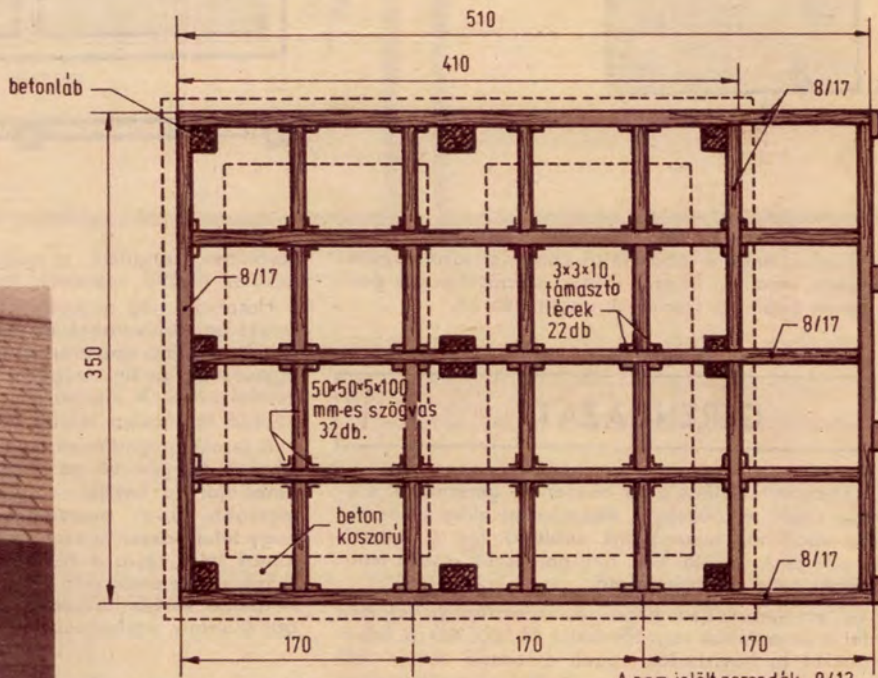 510
410
betonláb
8/17
8/17
3×3×10
támasztó
lécek
22db
8/17
350
50×50×5×100
mm-es szögvas
32db.
beton
koszorú
8/17
170
170
170